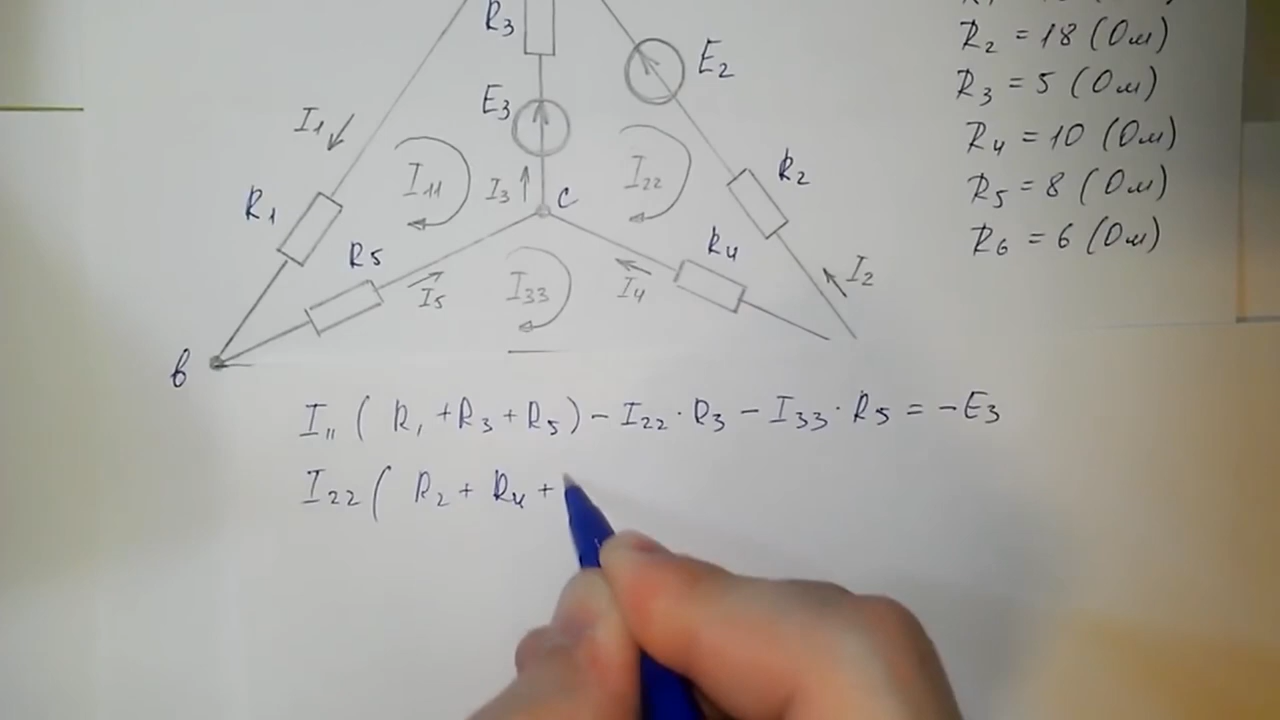 R3
E3
E2
I1
I11
I3
C
I22
R2
R1
R5
R4
I5
I33
I4
I2
в
R2 = 18 (Ом)
R3 = 5 (Ом)
R4 = 10 (Ом)
R5 = 8 (Ом)
R6 = 6 (Ом)
I11 ( R1 + R3 + R5 ) - I22 · R3 - I33 · R5 = - E3
I22 ( R2 + R4 +